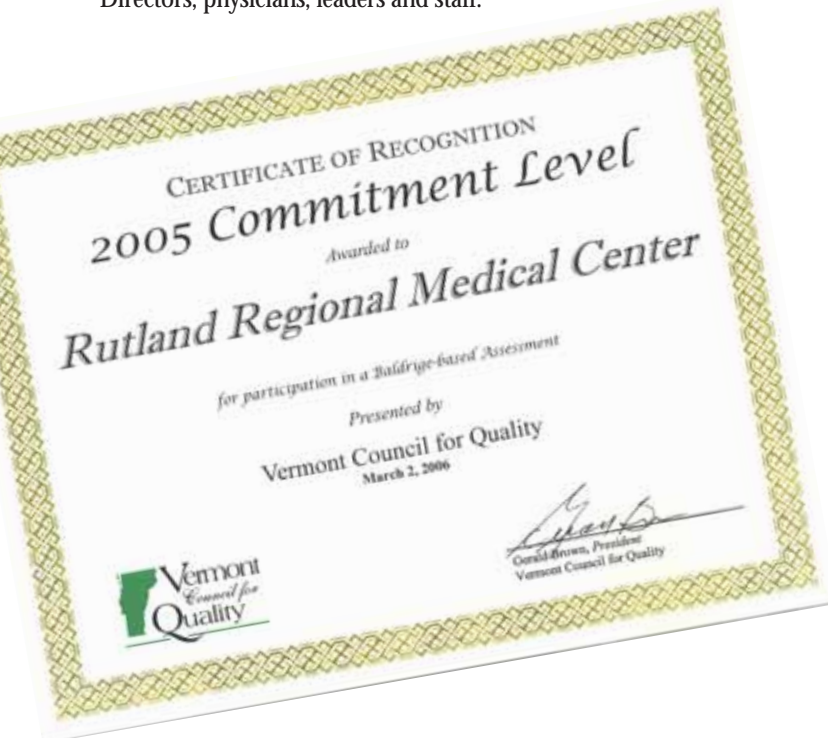 Directors, physicians, leaders and staff.
CERTIFICATE OF RECOGNITION
2005 Commitment Level
Awarded to
Rutland Regional Medical Center
for participation in a Baldrige-based Assessment
Presented by
Vermont Council for Quality
March 2, 2006
Gerald Brown, President
Vermont Council for Quality
Vermont
Council for
Quality